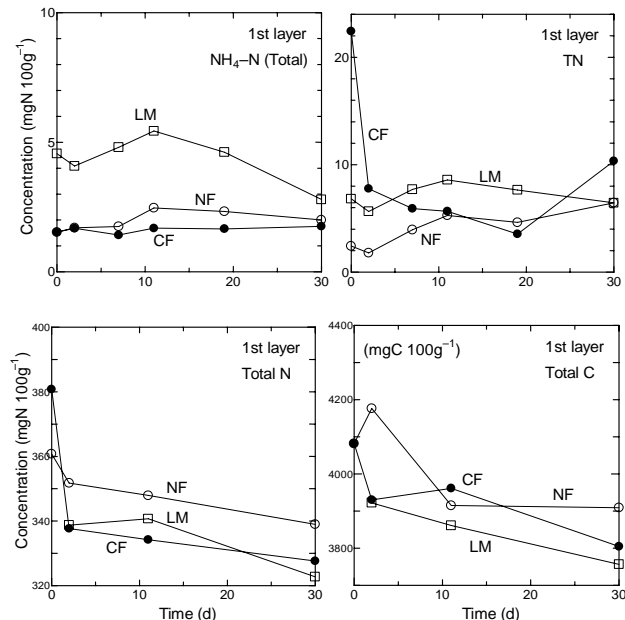 Concentration (mgN 100g⁻¹)
10
5
0
0
10
20
30
1st layer
NH₄–N (Total)
LM
NF
CF
20
10
0
0
10
20
30
1st layer
TN
CF
LM
NF
Concentration (mgN 100g⁻¹)
400
380
360
340
320
0
10
20
30
Time (d)
1st layer
Total N
NF
LM
CF
4400
4200
4000
3800
0
10
20
30
Time (d)
(mgC 100g⁻¹)
1st layer
Total C
CF
NF
LM